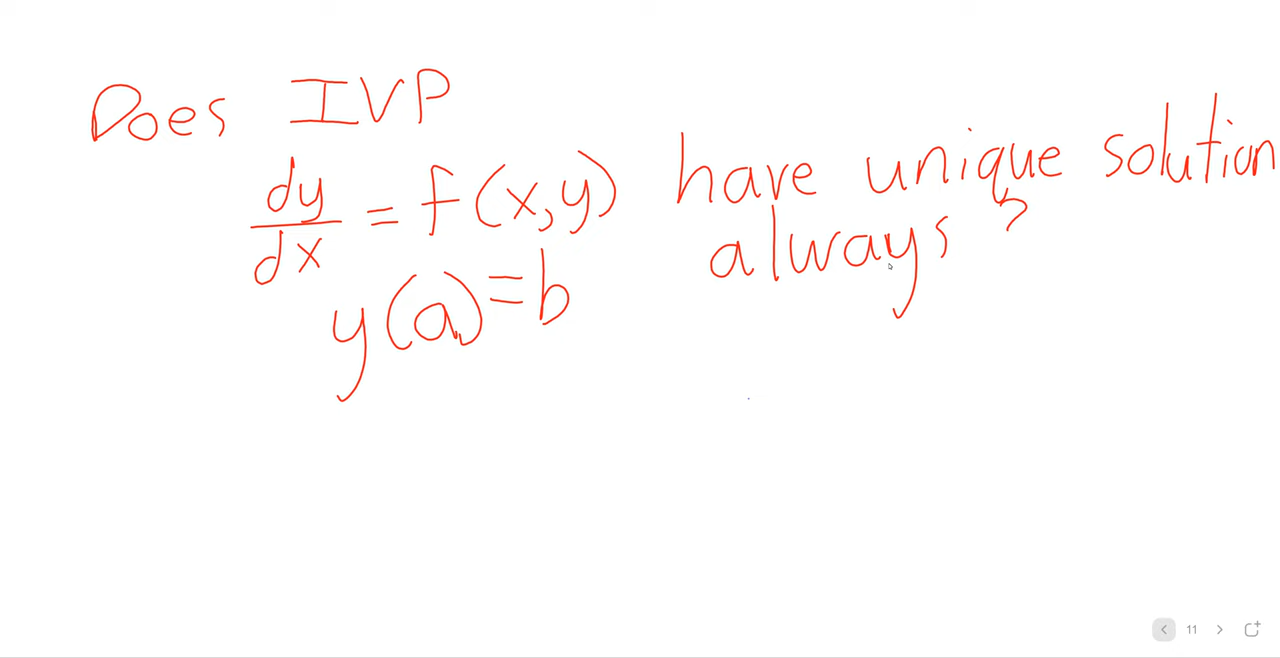 Does IVP
dy/dx = f(x,y) have unique solution
always ?
y(a) = b
11